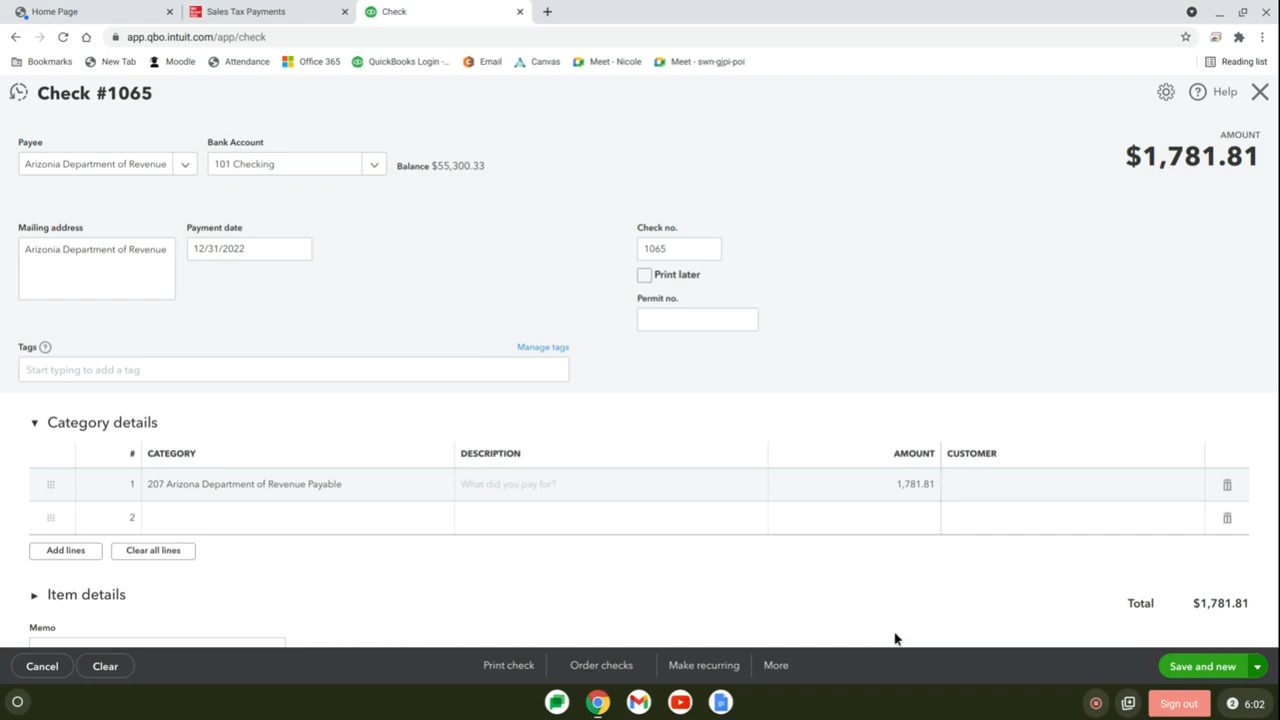 Home Page
Sales Tax Payments
Check
app.qbo.intuit.com/app/check
Bookmarks New Tab Moodle Attendance Office 365 QuickBooks Login -... Email Canvas Meet - Nicole Meet - swn-gjpi-poi Reading list
Check #1065
Help
Payee Bank Account AMOUNT
Arizonia Department of Revenue 101 Checking Balance $55,300.33 $1,781.81
Mailing address Payment date Check no.
Arizonia Department of Revenue 12/31/2022 1065
Print later
Permit no.
Tags Manage tags
Start typing to add a tag
Category details
# CATEGORY DESCRIPTION AMOUNT CUSTOMER
1 207 Arizona Department of Revenue Payable What did you pay for? 1,781.81
2
Add lines Clear all lines
Item details
Total $1,781.81
Memo
Cancel Clear Print check Order checks Make recurring More Save and new
Sign out 2 6:02